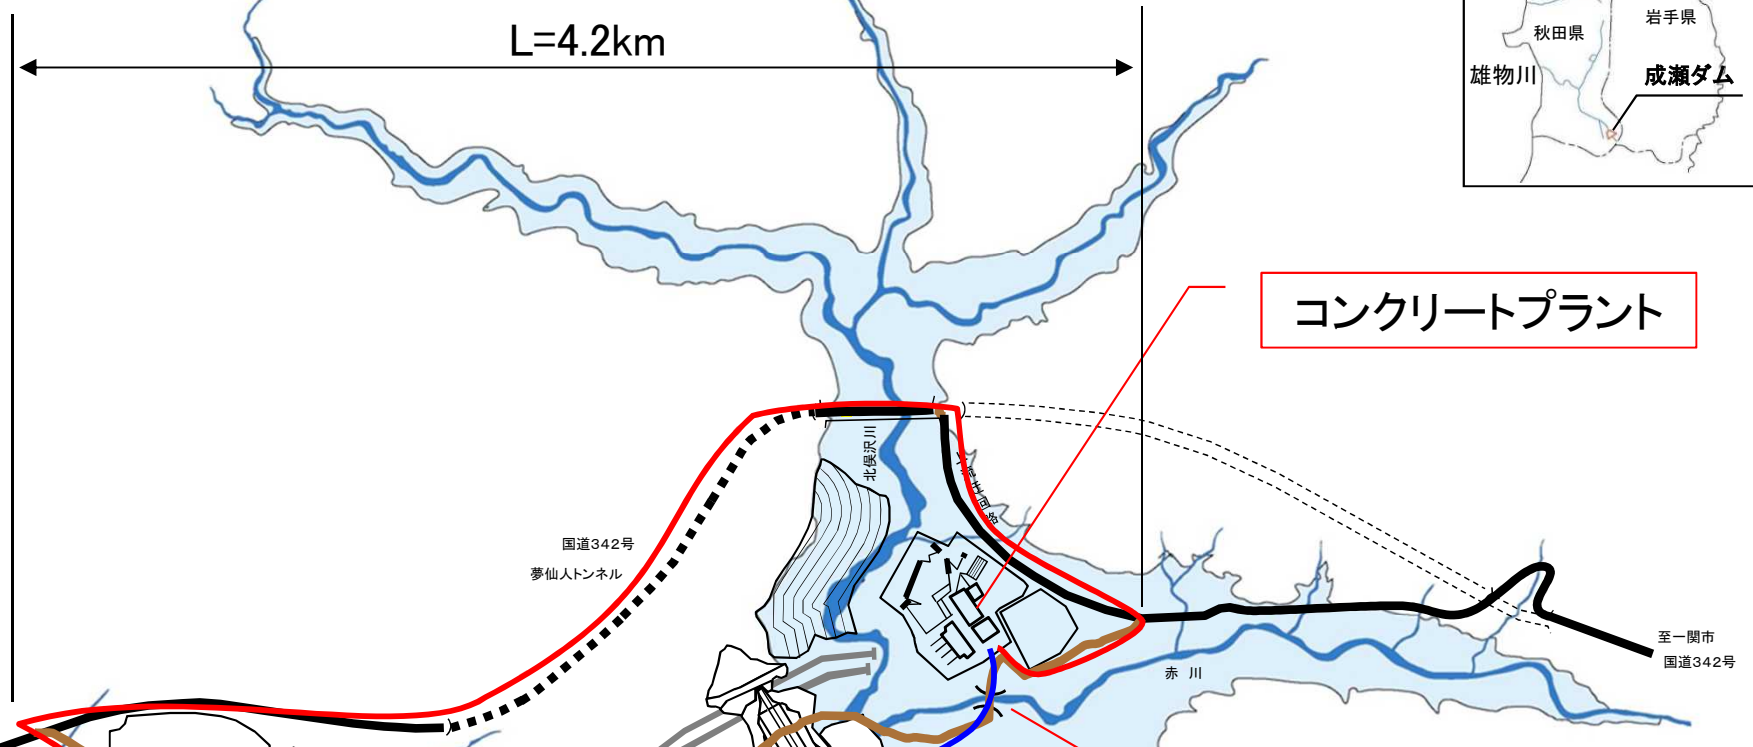 L=4.2km
岩手県
秋田県
雄物川
成瀬ダム
コンクリートプラント
北俣沢川
国道342号
夢仙人トンネル
至一関市
国道342号
赤 川